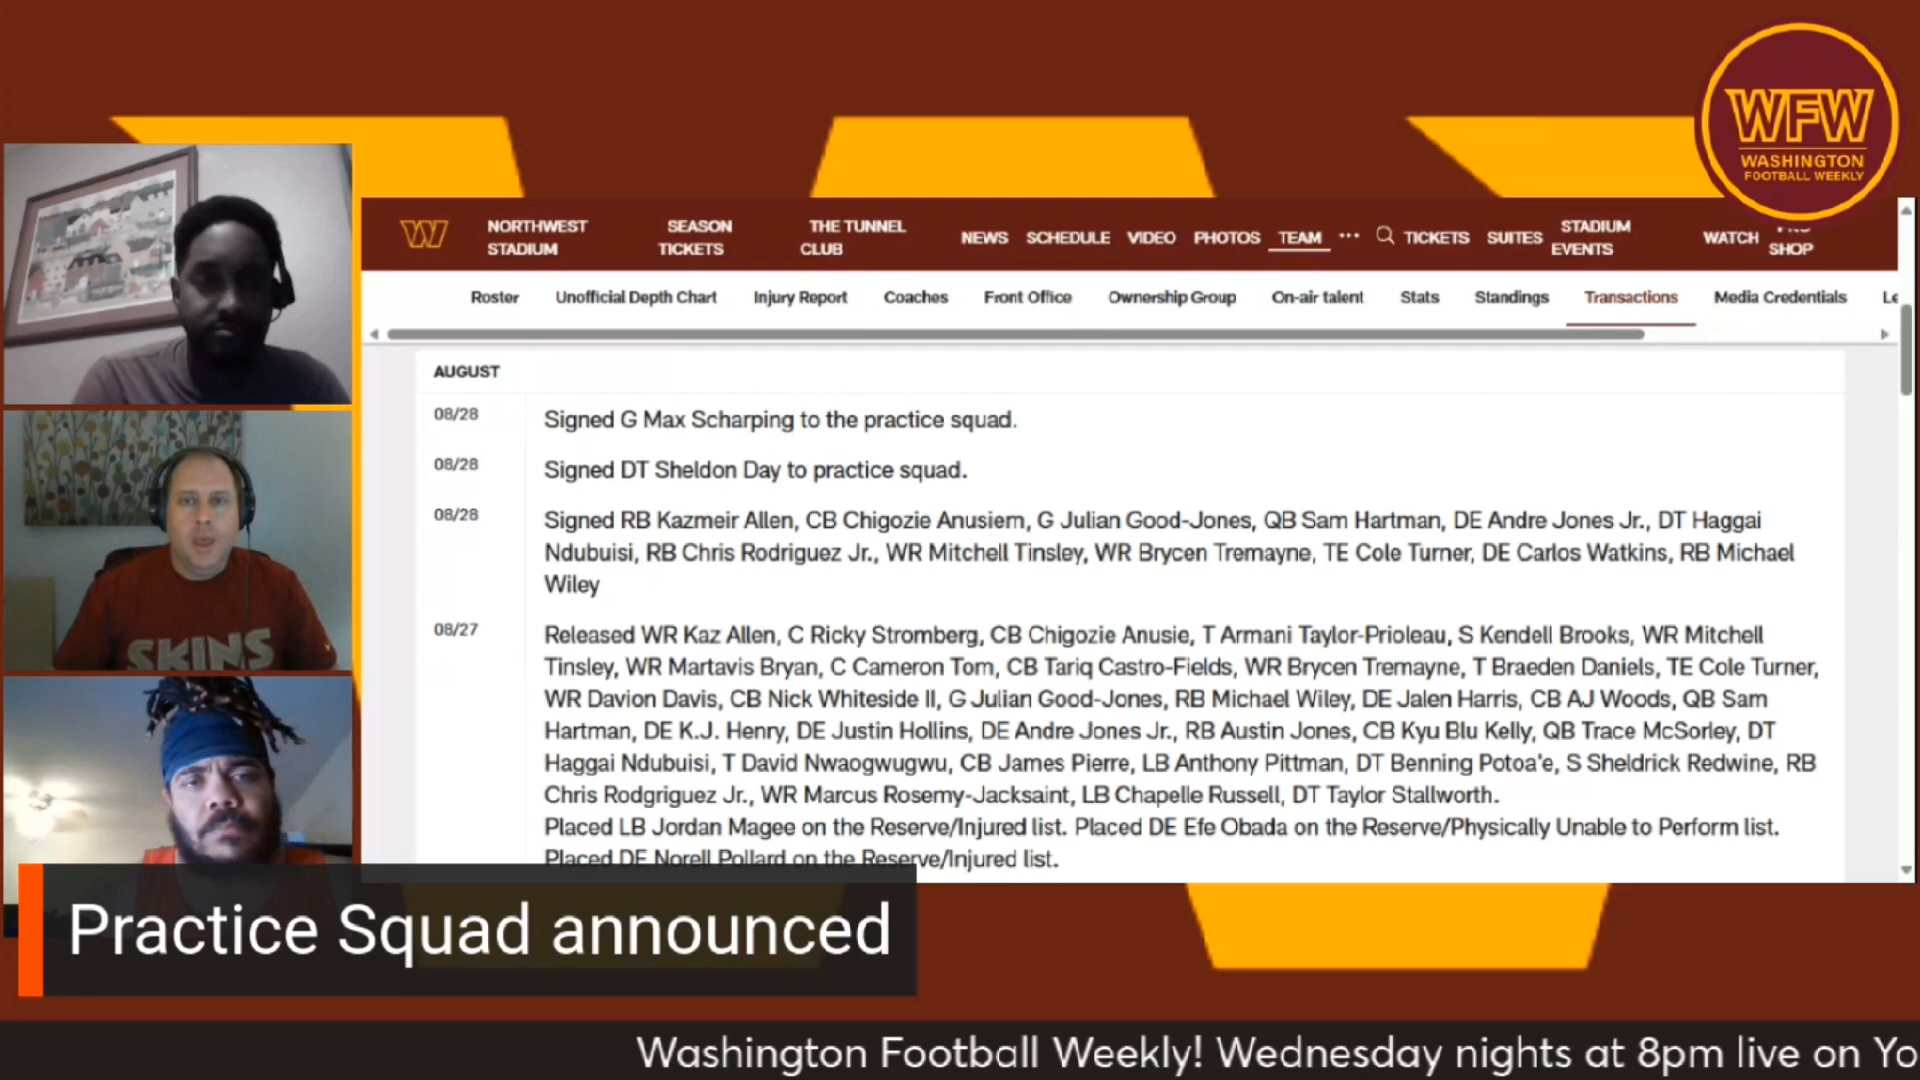 WFW
WASHINGTON
FOOTBALL WEEKLY
W
NORTHWEST
STADIUM
SEASON
TICKETS
THE TUNNEL
CLUB
NEWS
SCHEDULE
VIDEO
PHOTOS
TEAM
...
TICKETS
SUITES
STADIUM
EVENTS
WATCH
SHOP
Roster
Unofficial Depth Chart
Injury Report
Coaches
Front Office
Ownership Group
On-air talent
Stats
Standings
Transactions
Media Credentials
Le
AUGUST
08/28
Signed G Max Scharping to the practice squad.
08/28
Signed DT Sheldon Day to practice squad.
08/28
Signed RB Kazmeir Allen, CB Chigozie Anusiem, G Julian Good-Jones, QB Sam Hartman, DE Andre Jones Jr., DT Haggai
Ndubuisi, RB Chris Rodriguez Jr., WR Mitchell Tinsley, WR Brycen Tremayne, TE Cole Turner, DE Carlos Watkins, RB Michael
Wiley
08/27
Released WR Kaz Allen, C Ricky Stromberg, CB Chigozie Anusie, T Armani Taylor-Prioleau, S Kendell Brooks, WR Mitchell
Tinsley, WR Martavis Bryan, C Cameron Tom, CB Tariq Castro-Fields, WR Brycen Tremayne, T Braeden Daniels, TE Cole Turner,
WR Davion Davis, CB Nick Whiteside II, G Julian Good-Jones, RB Michael Wiley, DE Jalen Harris, CB AJ Woods, QB Sam
Hartman, DE K.J. Henry, DE Justin Hollins, DE Andre Jones Jr., RB Austin Jones, CB Kyu Blu Kelly, QB Trace McSorley, DT
Haggai Ndubuisi, T David Nwaogwugwu, CB James Pierre, LB Anthony Pittman, DT Benning Potoa'e, S Sheldrick Redwine, RB
Chris Rodgriguez Jr., WR Marcus Rosemy-Jacksaint, LB Chapelle Russell, DT Taylor Stallworth.
Placed LB Jordan Magee on the Reserve/Injured list. Placed DE Efe Obada on the Reserve/Physically Unable to Perform list.
Placed DE Norell Pollard on the Reserve/Injured list.
SKINS
Practice Squad announced
Washington Football Weekly! Wednesday nights at 8pm live on Yo